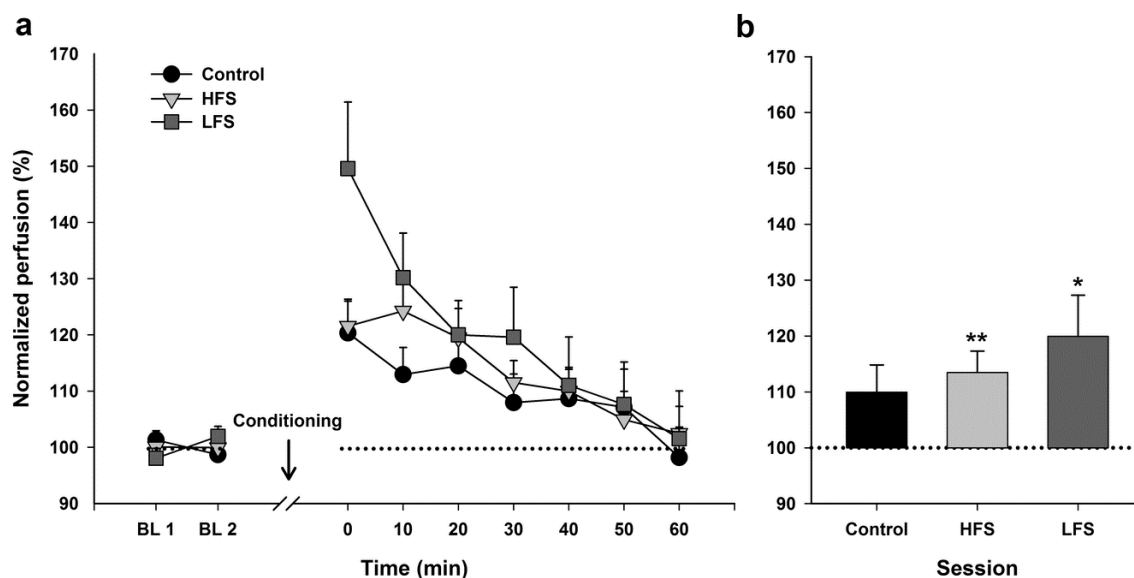 a
Normalized perfusion (%)
170
160
150
140
130
120
110
100
90
Control
HFS
LFS
Conditioning
BL 1 BL 2 0 10 20 30 40 50 60
Time (min)
b
170
160
150
140
130
120
110
100
90
** *
Control HFS LFS
Session